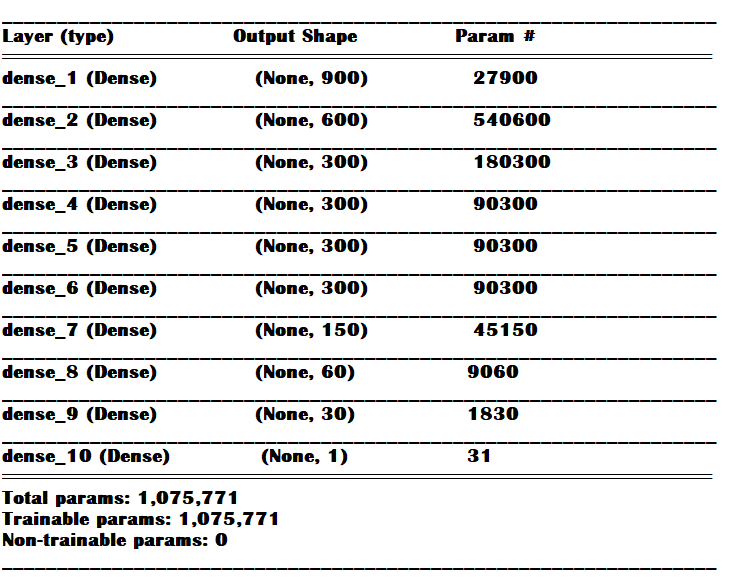 Layer (type) Output Shape Param #
dense_1 (Dense) (None, 900) 27900
dense_2 (Dense) (None, 600) 540600
dense_3 (Dense) (None, 300) 180300
dense_4 (Dense) (None, 300) 90300
dense_5 (Dense) (None, 300) 90300
dense_6 (Dense) (None, 300) 90300
dense_7 (Dense) (None, 150) 45150
dense_8 (Dense) (None, 60) 9060
dense_9 (Dense) (None, 30) 1830
dense_10 (Dense) (None, 1) 31
Total params: 1,075,771
Trainable params: 1,075,771
Non-trainable params: 0